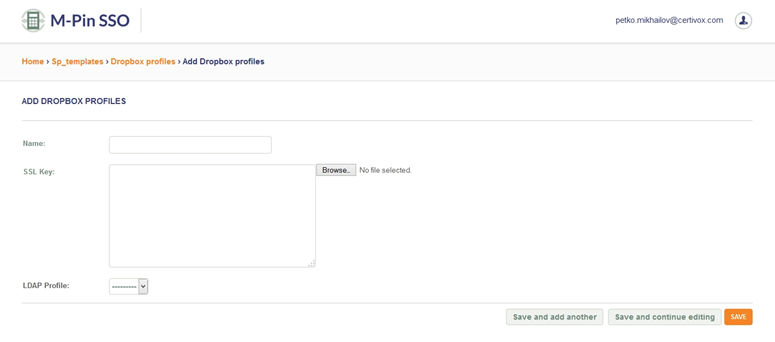 M-Pin SSO
petko.mikhailov@certivox.com
Home › Sp_templates › Dropbox profiles › Add Dropbox profiles
ADD DROPBOX PROFILES
Name:
SSL Key:
Browse.. No file selected.
LDAP Profile:
---------
Save and add another Save and continue editing SAVE